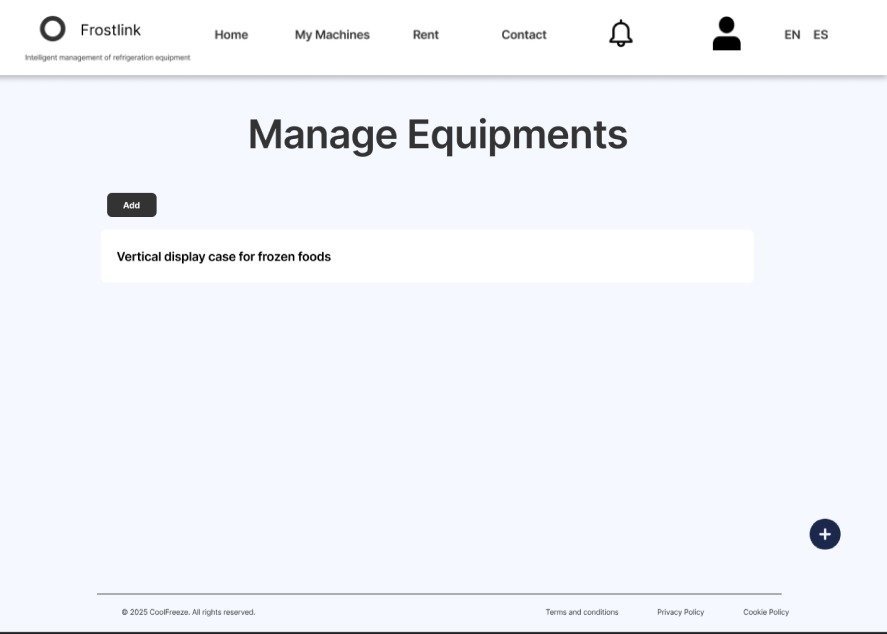 Frostlink
Intelligent management of refrigeration equipment
Home My Machines Rent Contact EN ES
Manage Equipments
Add
Vertical display case for frozen foods
+
© 2025 CoolFreeze. All rights reserved. Terms and conditions Privacy Policy Cookie Policy